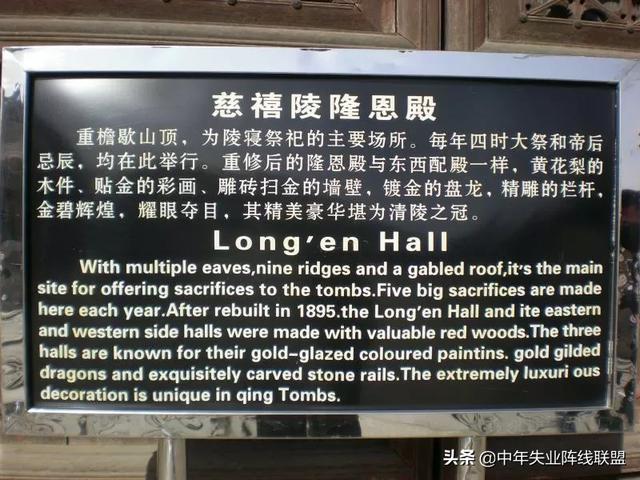 慈禧陵隆恩殿
重檐歇山顶，为陵寝祭祀的主要场所。每年四时大祭和帝后
忌辰，均在此举行。重修后的隆恩殿与东西配殿一样，黄花梨的
木件、贴金的彩画、雕砖扫金的墙壁，镀金的盘龙，精雕的栏杆，
金碧辉煌，耀眼夺目，其精美豪华堪为清陵之冠。
Long'en Hall
With multiple eaves,nine ridges and a gabled roof,it's the main
site for offering sacrifices to the tombs.Five big sacrifices are made
here each year.After rebuilt in 1895.the Long'en Hall and ite eastern
and western side halls were made with valuable red woods.The three
halls are known for their gold-glazed coloured paintins. gold gilded
dragons and exquisitely carved stone rails.The extremely luxuri ous
decoration is unique in qing Tombs.
头条 @中年失业阵线联盟